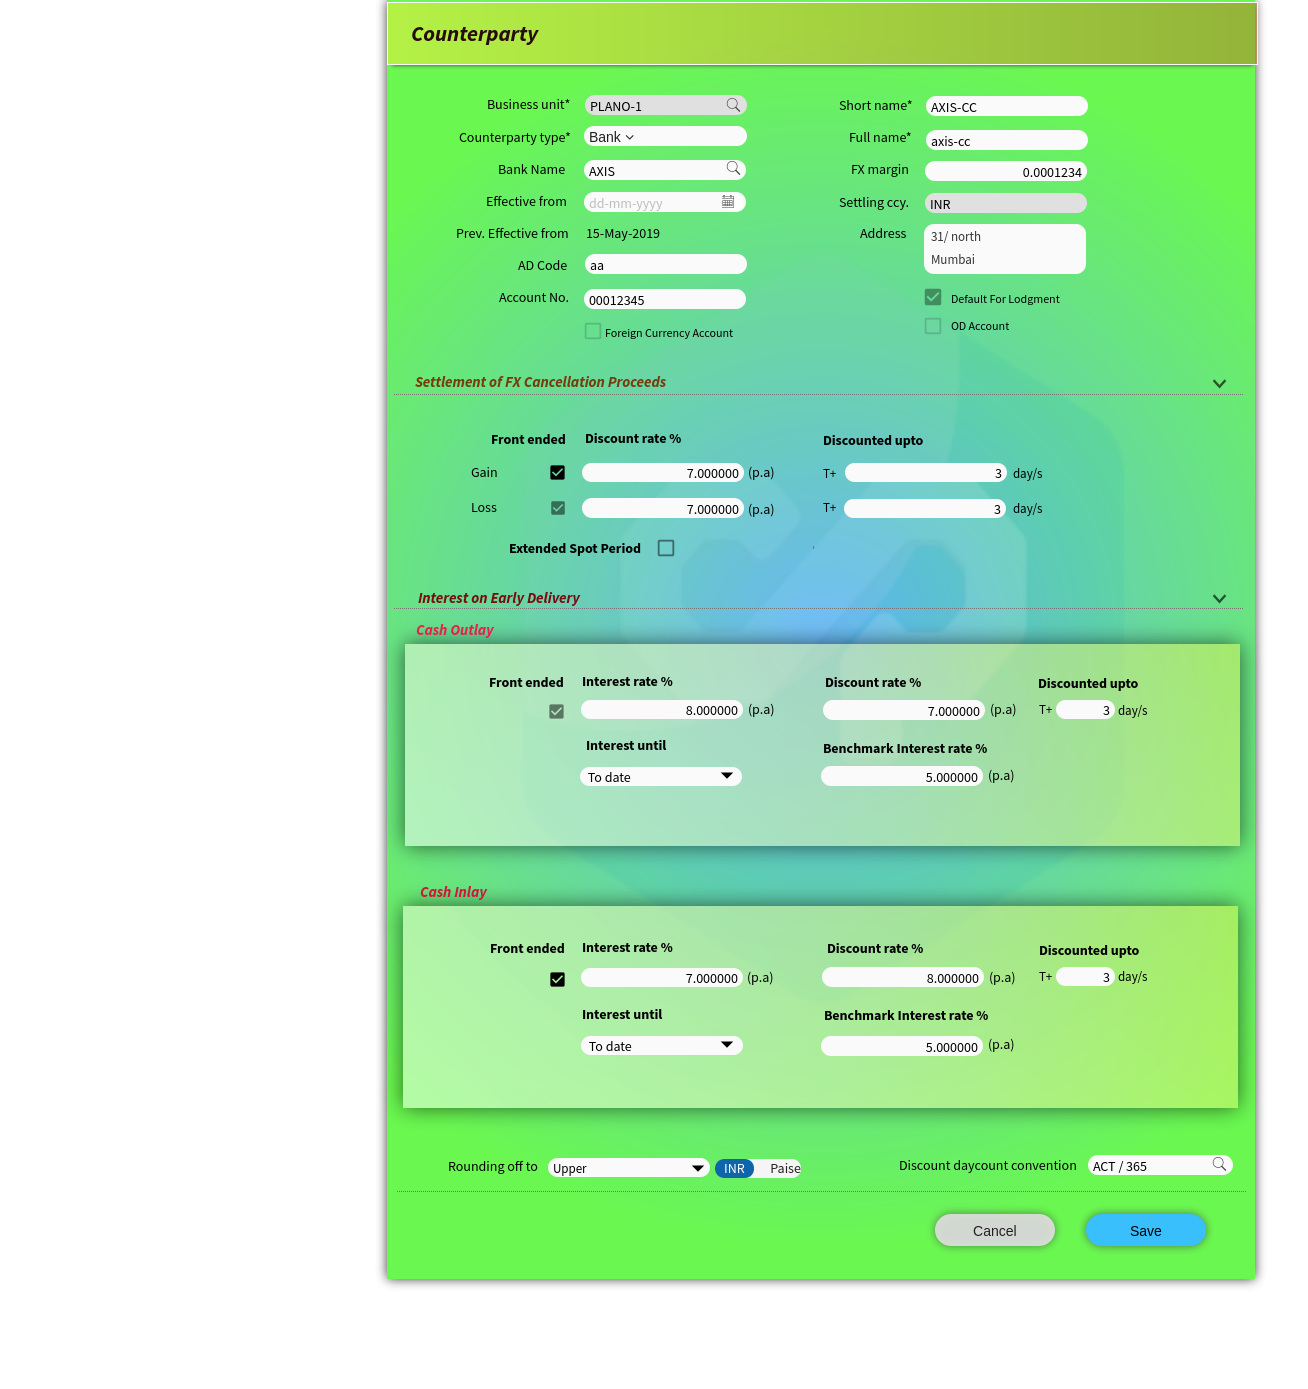 Counterparty
Business unit* PLANO-1 Short name* AXIS-CC
Counterparty type* Bank Full name* axis-cc
Bank Name AXIS FX margin 0.0001234
Effective from dd-mm-yyyy Settling ccy. INR
Prev. Effective from 15-May-2019 Address 31/ north
Mumbai
AD Code aa
Account No. 00012345 Default For Lodgment
Foreign Currency Account OD Account
Settlement of FX Cancellation Proceeds
Front ended Discount rate % Discounted upto
Gain 7.000000 (p.a) T+ 3 day/s
Loss 7.000000 (p.a) T+ 3 day/s
Extended Spot Period
Interest on Early Delivery
Cash Outlay
Front ended Interest rate % Discount rate % Discounted upto
8.000000 (p.a) 7.000000 (p.a) T+ 3 day/s
Interest until Benchmark Interest rate %
To date 5.000000 (p.a)
Cash Inlay
Front ended Interest rate % Discount rate % Discounted upto
7.000000 (p.a) 8.000000 (p.a) T+ 3 day/s
Interest until Benchmark Interest rate %
To date 5.000000 (p.a)
Rounding off to Upper INR Paise Discount daycount convention ACT / 365
Cancel Save